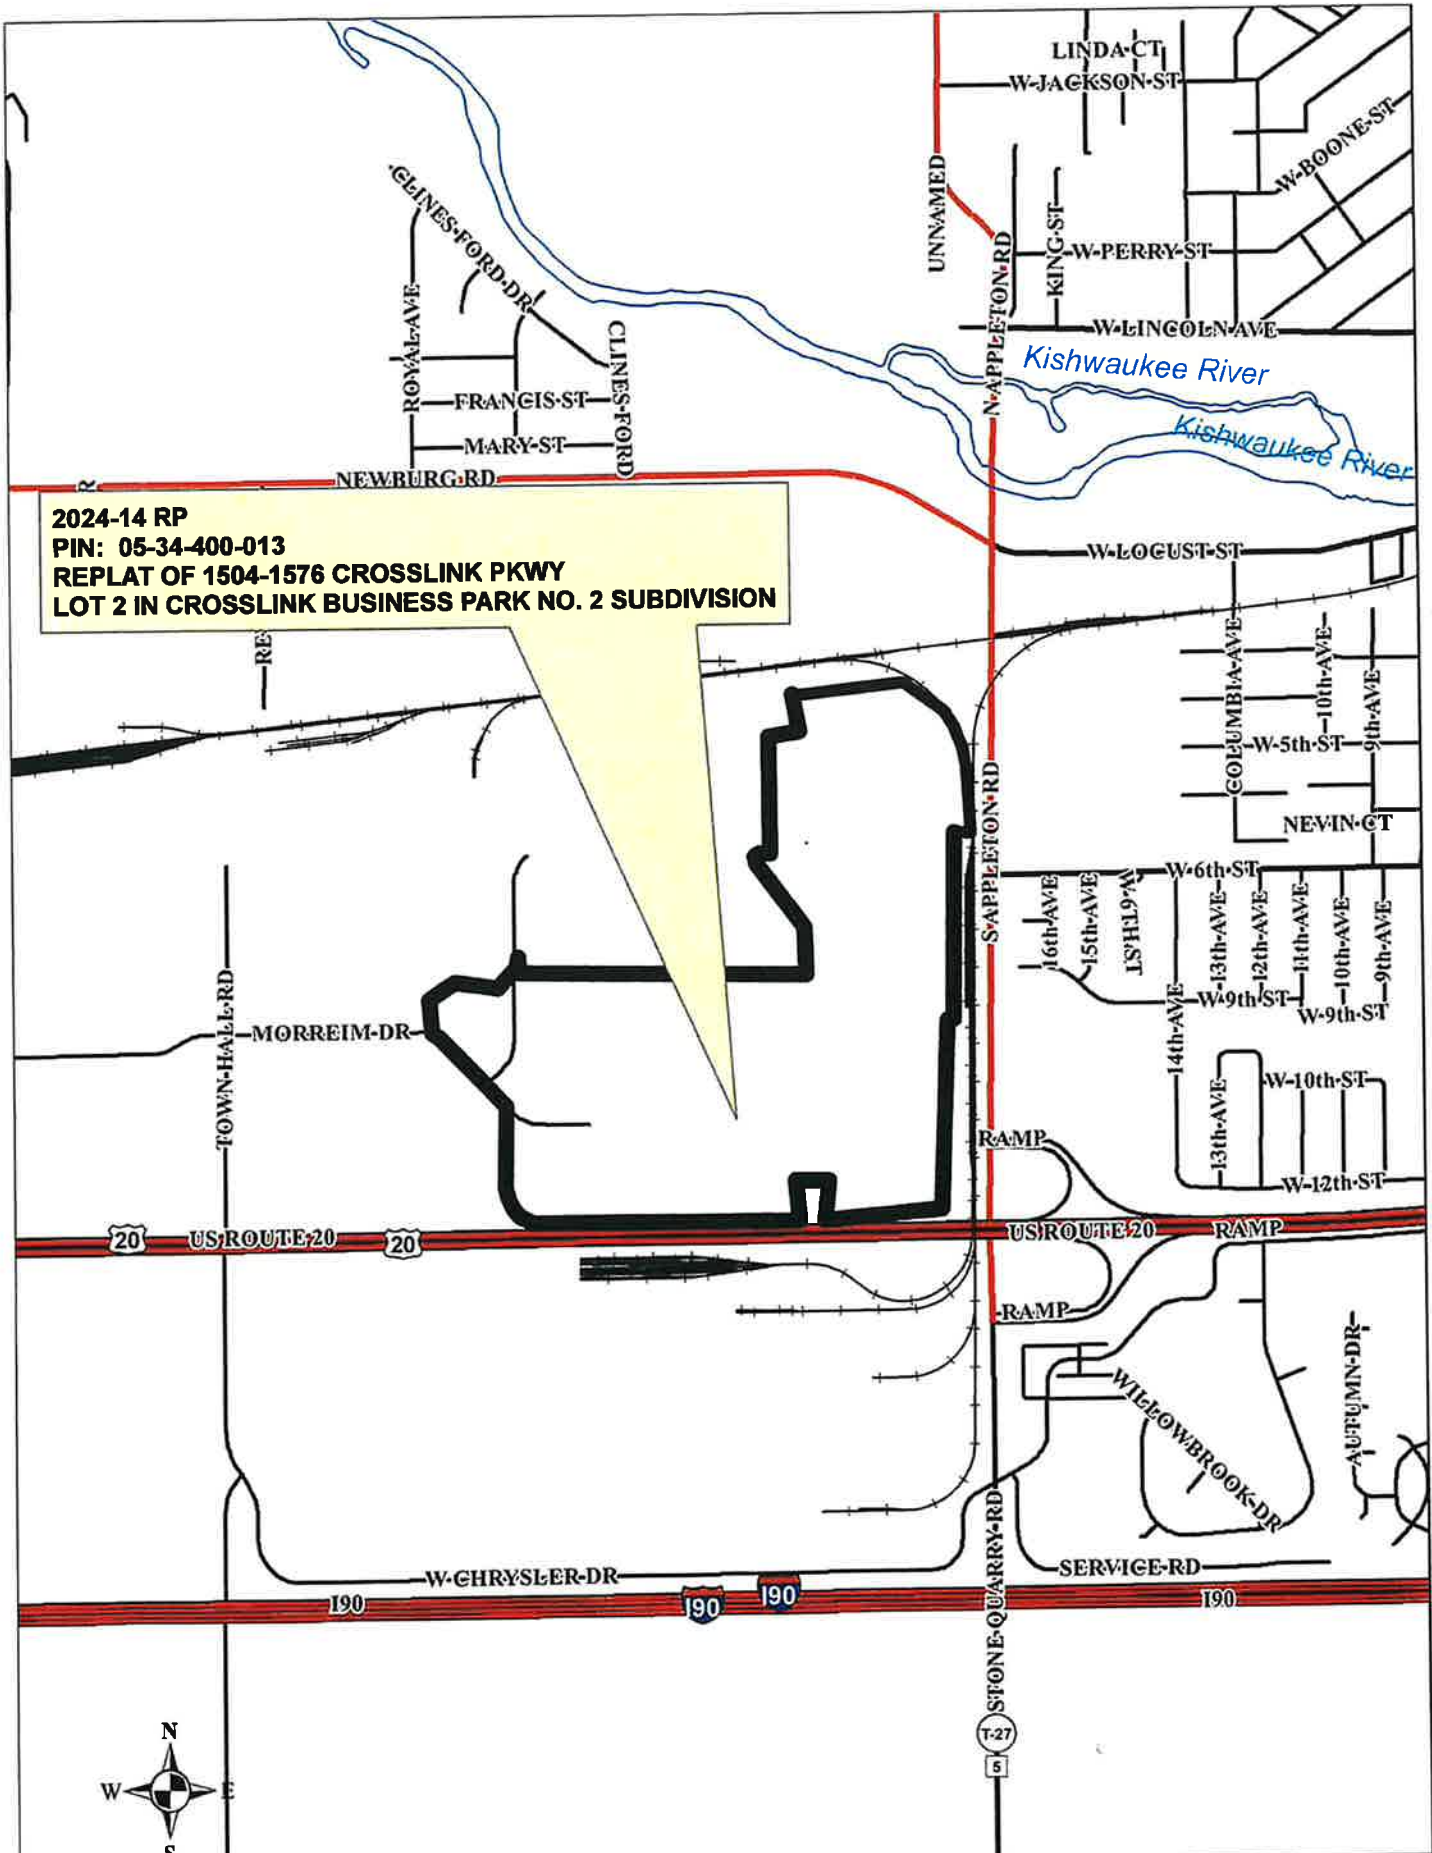 LINDA CT
W JACKSON ST
W BOONE ST
UNNAMED
CLINES FORD DR
KING ST
W PERRY ST
N APPLETON RD
ROYAL AVE
CLINES FORD
W LINCOLN AVE
Kishwaukee River
FRANCIS ST
MARY ST
Kishwaukee River
NEWBURG RD
R
2024-14 RP
PIN: 05-34-400-013
REPLAT OF 1504-1576 CROSSLINK PKWY
LOT 2 IN CROSSLINK BUSINESS PARK NO. 2 SUBDIVISION
W LOCUST ST
COLUMBIA AVE
10th AVE
9th AVE
W 5th ST
S APPLETON RD
NEVIN CT
W 6th ST
16th AVE
15th AVE
W 6TH ST
13th AVE
12th AVE
11th AVE
10th AVE
9th AVE
14th AVE
W 9th ST
W 9th ST
TOWN HALL RD
MORREIM DR
W 10th ST
13th AVE
RAMP
W 12th ST
20
US ROUTE 20
20
US ROUTE 20
RAMP
RAMP
WILLOWBROOK DR
AUTUMN DR
STONE QUARRY RD
W CHRYSLER DR
SERVICE RD
I90
I90
I90
I90
T-27
5
N
W
E
S